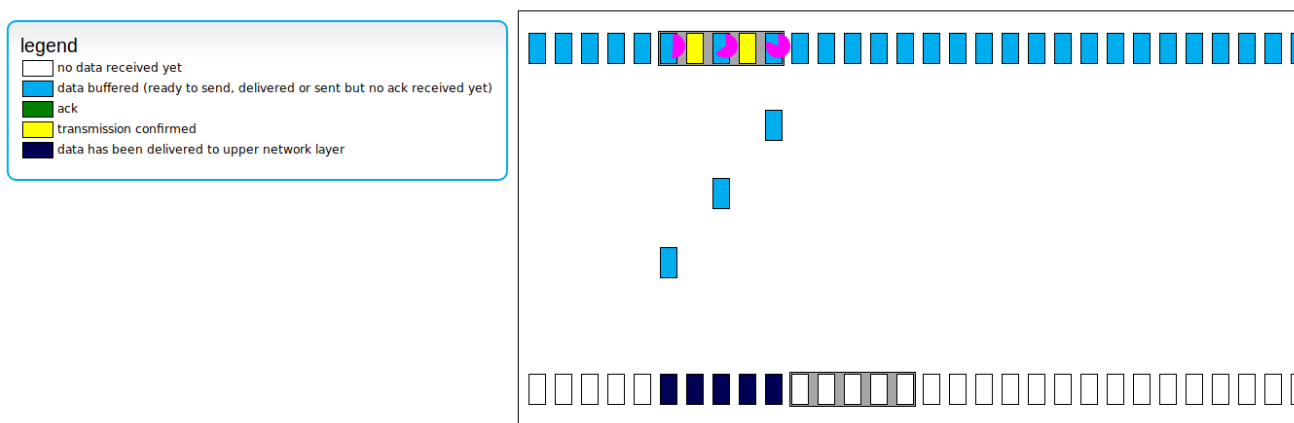 legend
no data received yet
data buffered (ready to send, delivered or sent but no ack received yet)
ack
transmission confirmed
data has been delivered to upper network layer